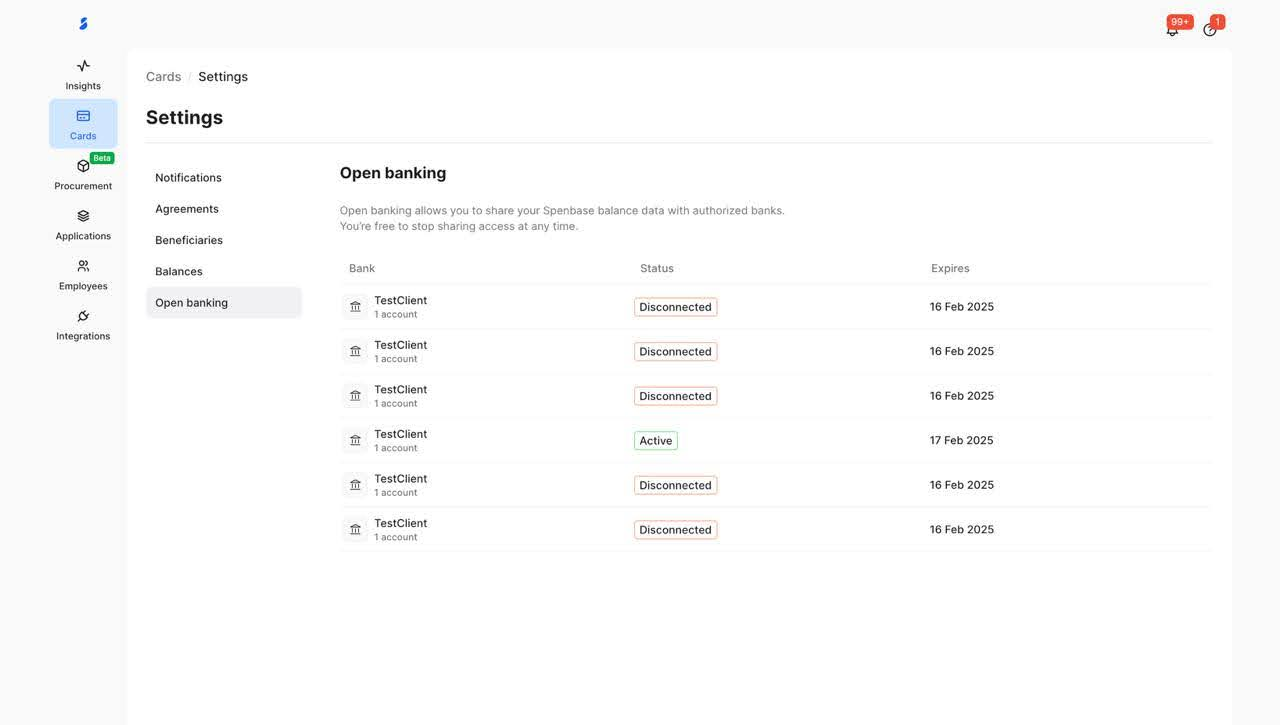 99+
1
Insights
Cards
Beta
Procurement
Applications
Employees
Integrations
Cards / Settings
Settings
Notifications
Agreements
Beneficiaries
Balances
Open banking
Open banking
Open banking allows you to share your Spenbase balance data with authorized banks.
You're free to stop sharing access at any time.
Bank Status Expires
TestClient
1 account
Disconnected
16 Feb 2025
TestClient
1 account
Disconnected
16 Feb 2025
TestClient
1 account
Disconnected
16 Feb 2025
TestClient
1 account
Active
17 Feb 2025
TestClient
1 account
Disconnected
16 Feb 2025
TestClient
1 account
Disconnected
16 Feb 2025